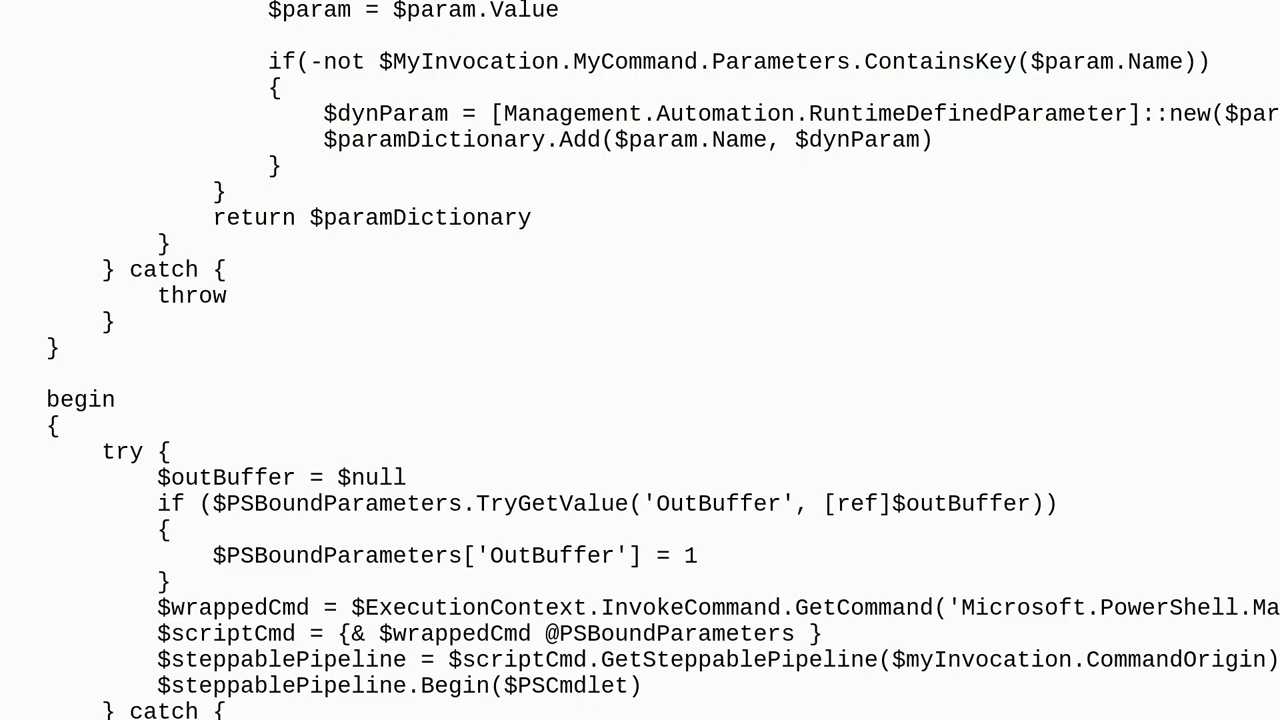 $param = $param.Value
if(-not $MyInvocation.MyCommand.Parameters.ContainsKey($param.Name))
{
$dynParam = [Management.Automation.RuntimeDefinedParameter]::new($par
$paramDictionary.Add($param.Name, $dynParam)
}
}
return $paramDictionary
}
} catch {
throw
}
}
begin
{
try {
$outBuffer = $null
if ($PSBoundParameters.TryGetValue('OutBuffer', [ref]$outBuffer))
{
$PSBoundParameters['OutBuffer'] = 1
}
$wrappedCmd = $ExecutionContext.InvokeCommand.GetCommand('Microsoft.PowerShell.Ma
$scriptCmd = {& $wrappedCmd @PSBoundParameters }
$steppablePipeline = $scriptCmd.GetSteppablePipeline($myInvocation.CommandOrigin)
$steppablePipeline.Begin($PSCmdlet)
} catch {